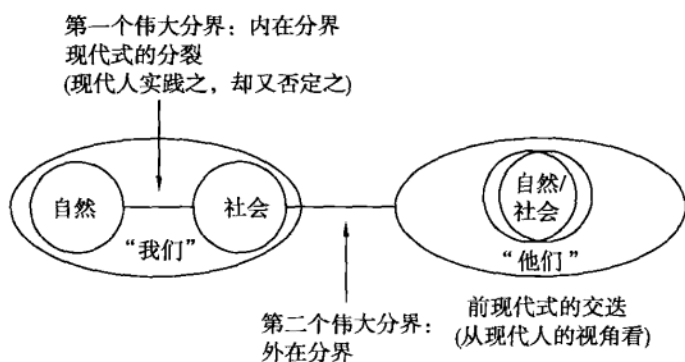 第一个伟大分界：内在分界
现代式的分裂
(现代人实践之，却又否定之)
自然
社会
“我们”
自然/
社会
“他们”
第二个伟大分界：
外在分界
前现代式的交迭
(从现代人的视角看)